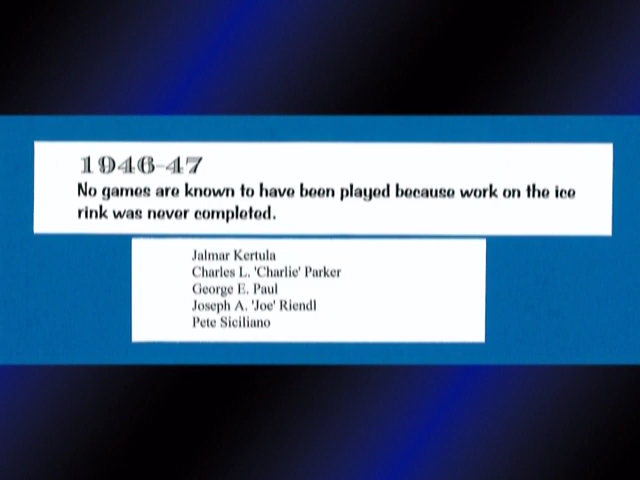 1946-47
No games are known to have been played because work on the ice
rink was never completed.
Jalmar Kertula
Charles L. 'Charlie' Parker
George E. Paul
Joseph A. 'Joe' Riendl
Pete Siciliano